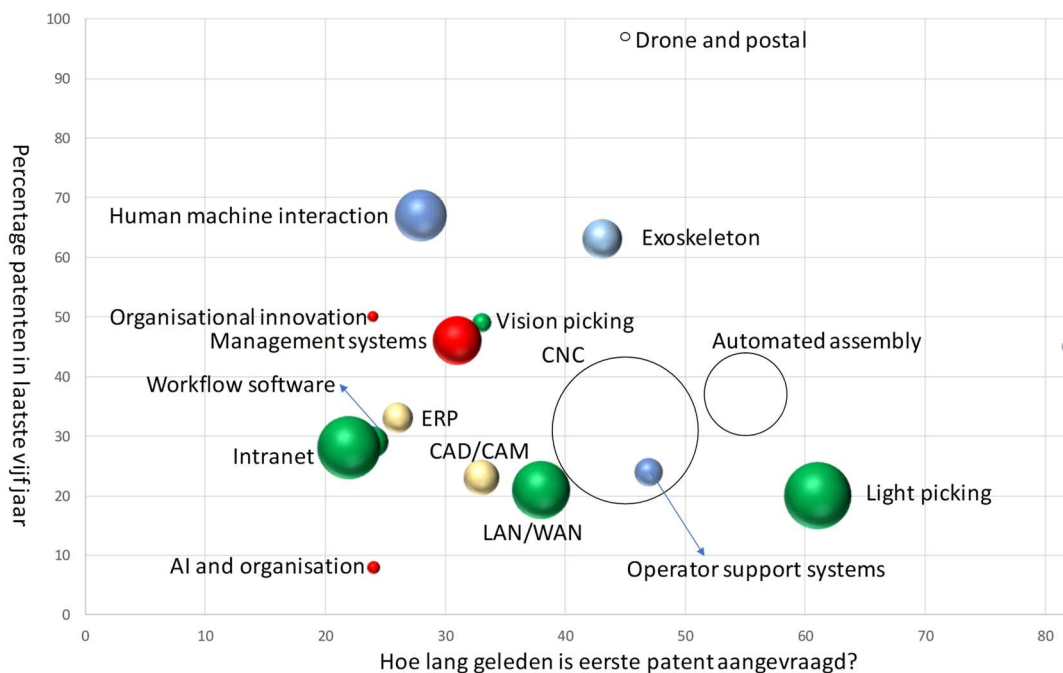 100
Drone and postal
90
80
70
Human machine interaction
Exoskeleton
60
50
Organisational innovation
Vision picking
Management systems
Automated assembly
CNC
40
Workflow software
ERP
30
Intranet
CAD/CAM
20
Light picking
LAN/WAN
10
AI and organisation
Operator support systems
0
0 10 20 30 40 50 60 70 80
Percentage patenten in laatste vijf jaar
Hoe lang geleden is eerste patent aangevraagd?